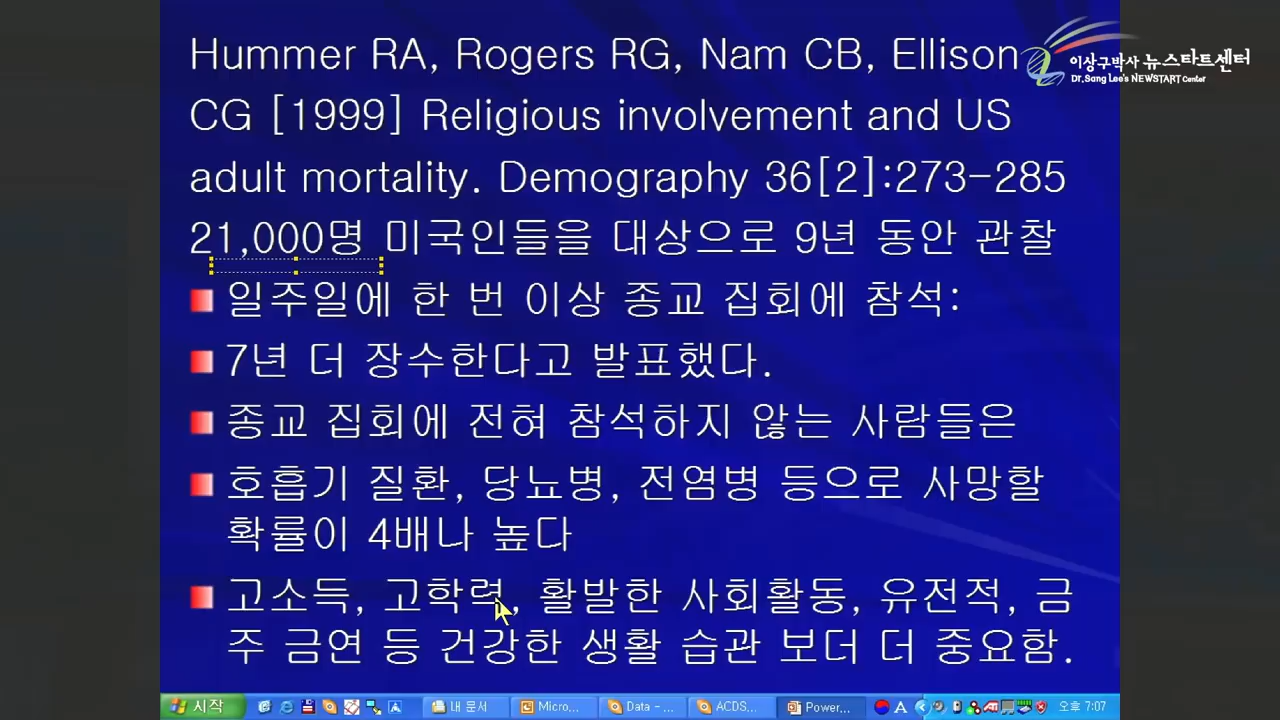 Hummer RA, Rogers RG, Nam CB, Ellison
CG [1999] Religious involvement and US
adult mortality. Demography 36[2]:273-285
21,000명 미국인들을 대상으로 9년 동안 관찰
일주일에 한 번 이상 종교 집회에 참석:
7년 더 장수한다고 발표했다.
종교 집회에 전혀 참석하지 않는 사람들은
호흡기 질환, 당뇨병, 전염병 등으로 사망할
확률이 4배나 높다
고소득, 고학력, 활발한 사회활동, 유전적, 금
주 금연 등 건강한 생활 습관 보더 더 중요함.
이상구박사 뉴스타트센터
Dr.Sang Lee's NEWSTART Center
시작 내 문서 Micro... Data - ... ACDS... Power... A 오후 7:07